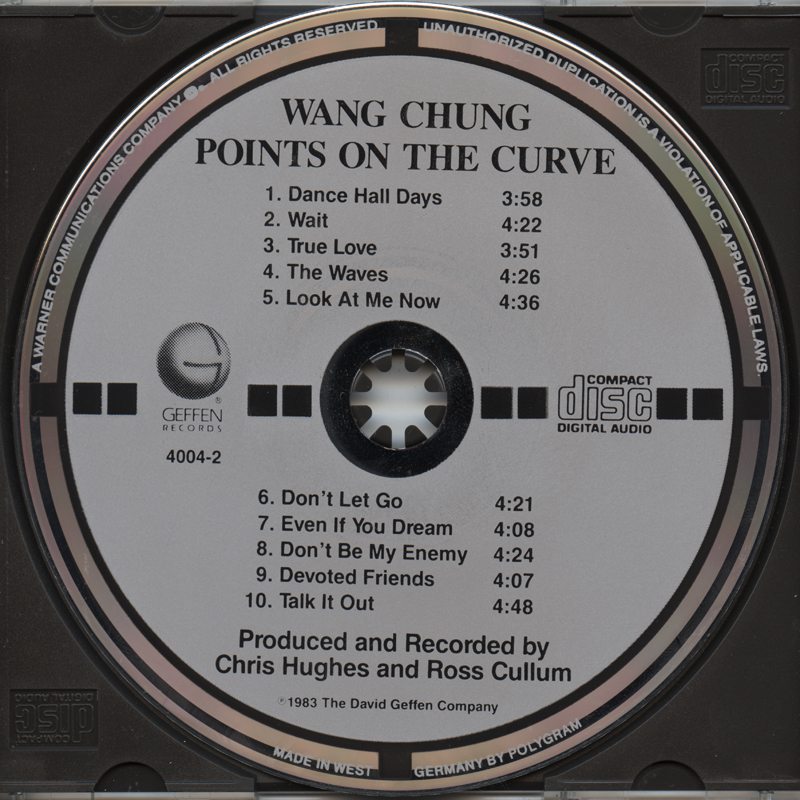 A WARNER COMMUNICATIONS COMPANY ®. ALL RIGHTS RESERVED
UNAUTHORIZED DUPLICATION IS A VIOLATION OF APPLICABLE LAWS.
COMPACT
disc
DIGITAL AUDIO
WANG CHUNG
POINTS ON THE CURVE
1. Dance Hall Days 3:58
2. Wait 4:22
3. True Love 3:51
4. The Waves 4:26
5. Look At Me Now 4:36
G
®
GEFFEN
RECORDS
4004-2
COMPACT
disc
DIGITAL AUDIO
6. Don't Let Go 4:21
7. Even If You Dream 4:08
8. Don't Be My Enemy 4:24
9. Devoted Friends 4:07
10. Talk It Out 4:48
Produced and Recorded by
Chris Hughes and Ross Cullum
℗1983 The David Geffen Company
COMPACT
disc
DIGITAL AUDIO
MADE IN WEST GERMANY BY POLYGRAM